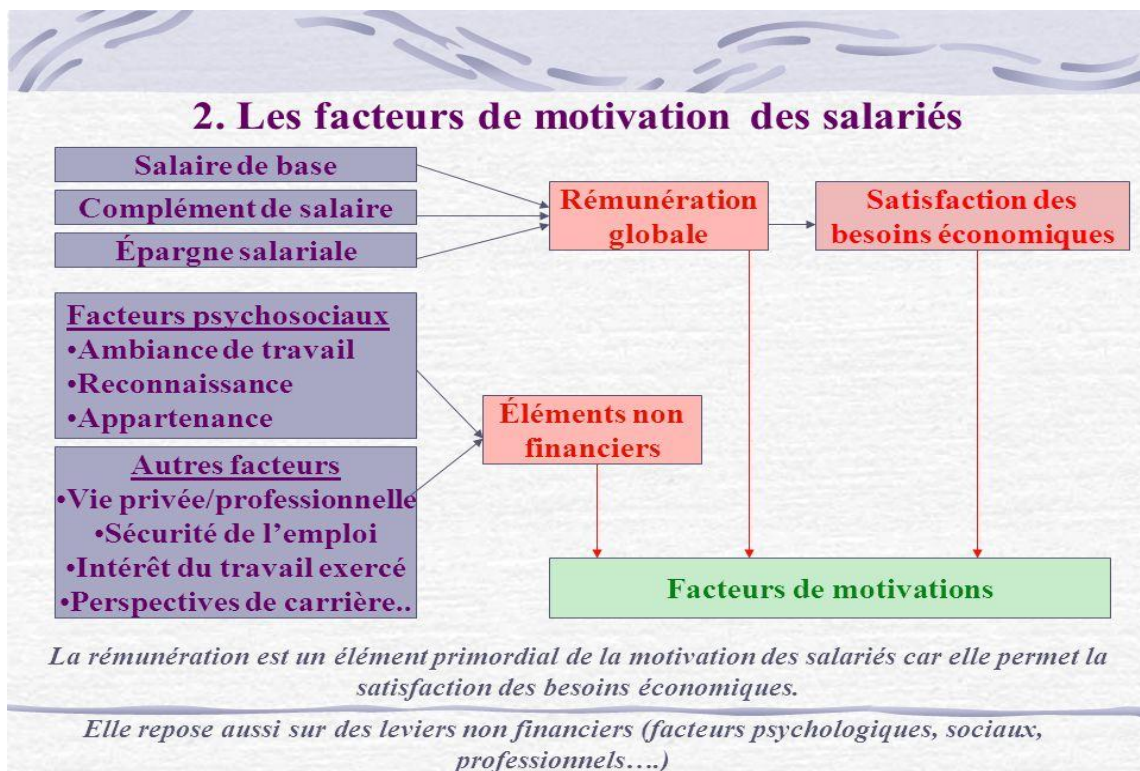 2. Les facteurs de motivation des salariés
Salaire de base
Complément de salaire
Épargne salariale
Rémunération
globale
Satisfaction des
besoins économiques
Facteurs psychosociaux
•Ambiance de travail
•Reconnaissance
•Appartenance
Éléments non
financiers
Autres facteurs
•Vie privée/professionnelle
•Sécurité de l’emploi
•Intérêt du travail exercé
•Perspectives de carrière..
Facteurs de motivations
La rémunération est un élément primordial de la motivation des salariés car elle permet la
satisfaction des besoins économiques.
Elle repose aussi sur des leviers non financiers (facteurs psychologiques, sociaux,
professionnels….)